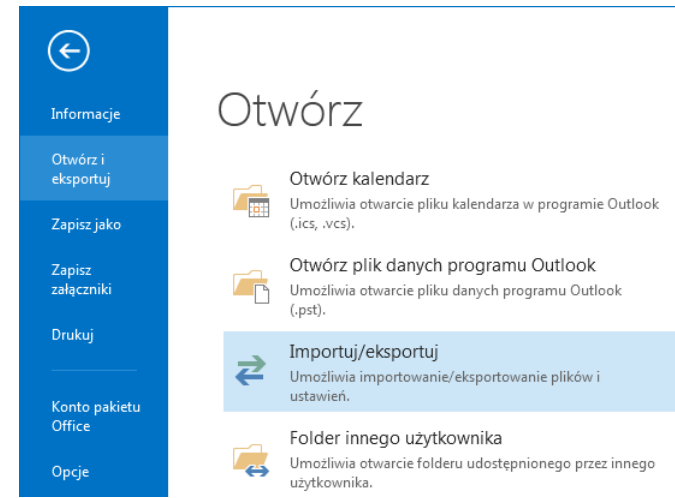 Informacje
Otwórz i
eksportuj
Zapisz jako
Zapisz
załączniki
Drukuj
Konto pakietu
Office
Opcje
Otwórz
Otwórz kalendarz
Umożliwia otwarcie pliku kalendarza w programie Outlook
(.ics, .vcs).
Otwórz plik danych programu Outlook
Umożliwia otwarcie pliku danych programu Outlook
(.pst).
Importuj/eksportuj
Umożliwia importowanie/eksportowanie plików i
ustawień.
Folder innego użytkownika
Umożliwia otwarcie folderu udostępnionego przez innego
użytkownika.